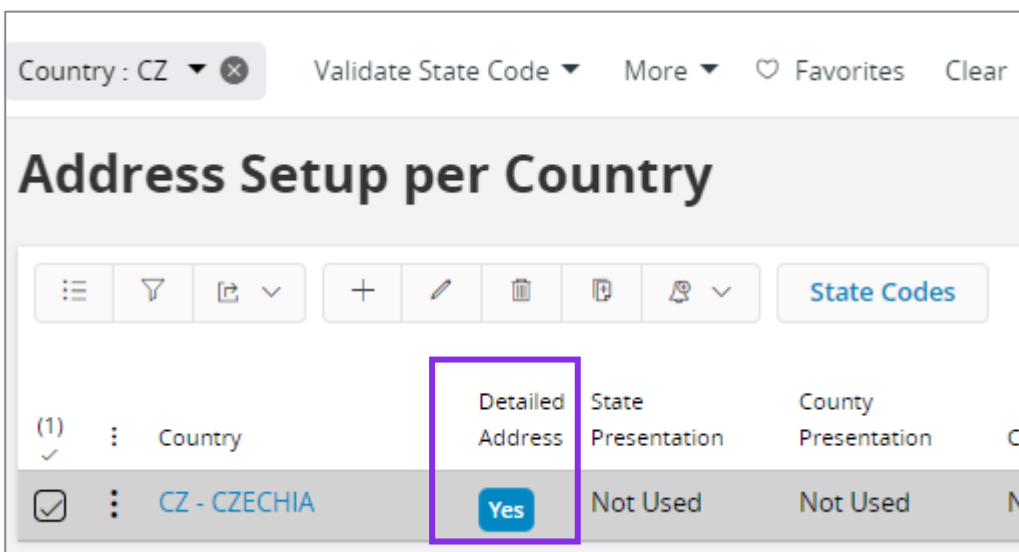 Country : CZ Validate State Code More Favorites Clear
Address Setup per Country
State Codes
(1) Country Detailed Address State Presentation County Presentation
CZ - CZECHIA Yes Not Used Not Used